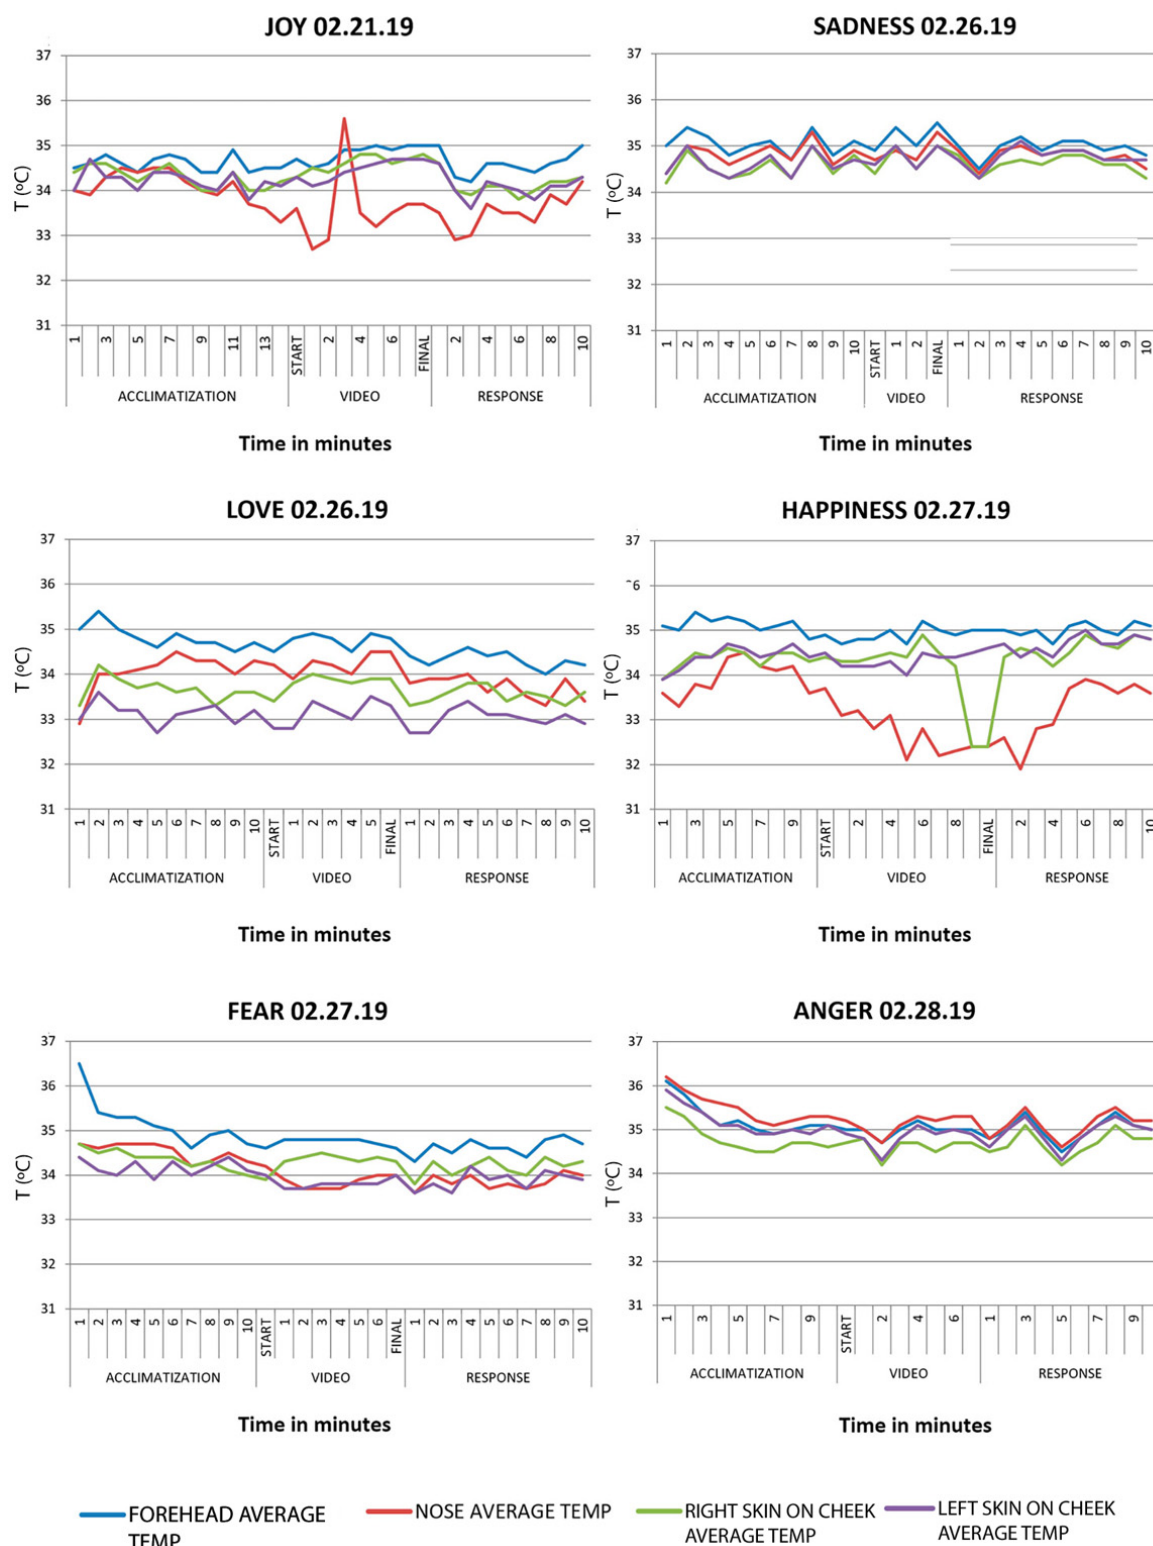 JOY 02.21.19
37
36
35
34
33
32
31
T (ºC)
1 3 5 7 9 11 13 START 2 4 6 FINAL 2 4 6 8 10
ACCLIMATIZATION VIDEO RESPONSE
Time in minutes
SADNESS 02.26.19
37
36
35
34
33
32
31
T (ºC)
1 2 3 4 5 6 7 8 9 10 START 1 2 FINAL 1 2 3 4 5 6 7 8 9 10
ACCLIMATIZATION VIDEO RESPONSE
Time in minutes
LOVE 02.26.19
37
36
35
34
33
32
31
T (ºC)
1 2 3 4 5 6 7 8 9 10 START 1 2 3 4 5 FINAL 1 2 3 4 5 6 7 8 9 10
ACCLIMATIZATION VIDEO RESPONSE
Time in minutes
HAPPINESS 02.27.19
37
6
35
34
33
32
31
T (ºC)
1 3 5 7 9 START 2 4 6 8 FINAL 2 4 6 8 10
ACCLIMATIZATION VIDEO RESPONSE
Time in minutes
FEAR 02.27.19
37
36
35
34
33
32
31
T (ºC)
1 2 3 4 5 6 7 8 9 10 START 1 2 3 4 5 6 FINAL 1 2 3 4 5 6 7 8 9 10
ACCLIMATIZATION VIDEO RESPONSE
Time in minutes
ANGER 02.28.19
37
36
35
34
33
32
31
T (ºC)
1 3 5 7 9 START 2 4 6 1 3 5 7 9
ACCLIMATIZATION VIDEO RESPONSE
Time in minutes
FOREHEAD AVERAGE
TEMP
NOSE AVERAGE TEMP
RIGHT SKIN ON CHEEK
AVERAGE TEMP
LEFT SKIN ON CHEEK
AVERAGE TEMP